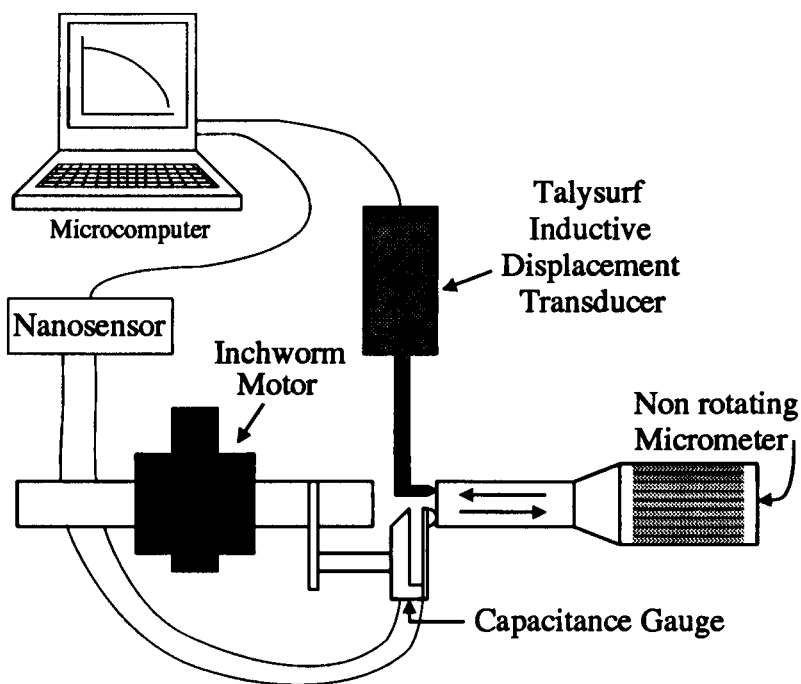 Microcomputer
Talysurf
Inductive
Displacement
Transducer
Nanosensor
Inchworm
Motor
Non rotating
Micrometer
Capacitance Gauge